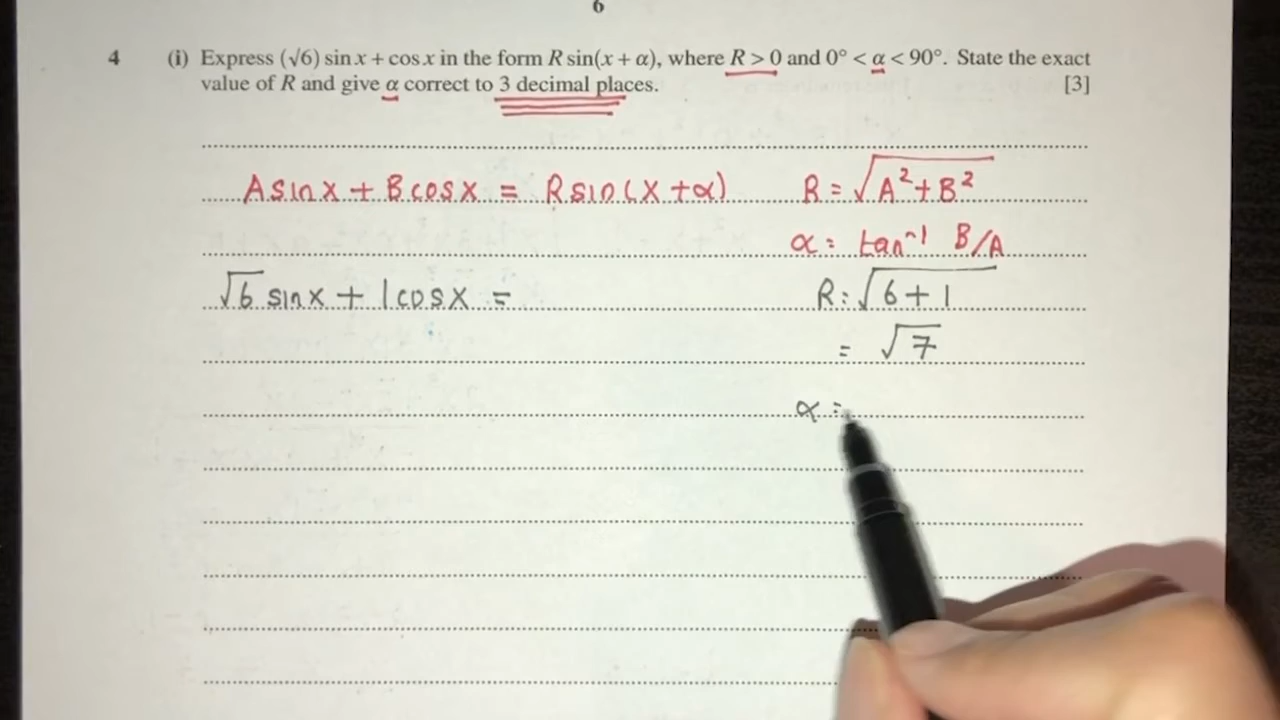 6
4 (i) Express (√6) sin x + cos x in the form R sin(x + α), where R > 0 and 0° < α < 90°. State the exact
value of R and give α correct to 3 decimal places. [3]
A sin x + B cos x = R sin (x + α) R = √A² + B²
α = tan⁻¹ B/A
√6 sin x + 1 cos x = R = √6 + 1
= √7
α =